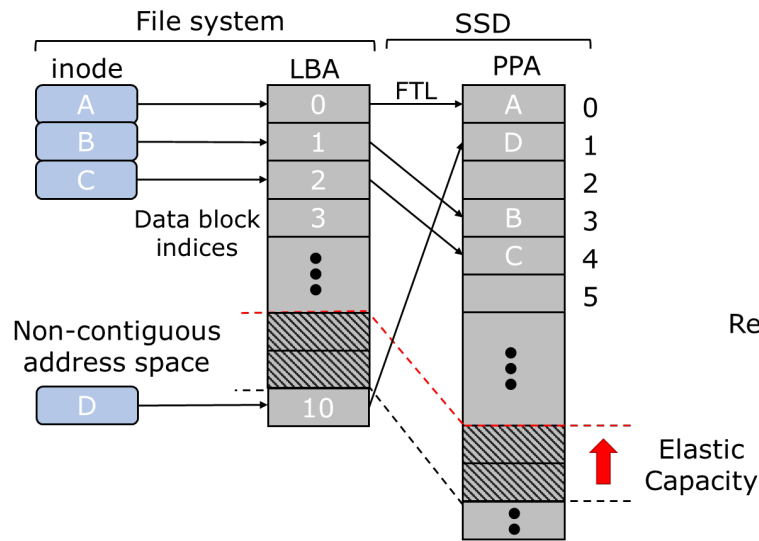 File system
SSD
inode
LBA
PPA
A
0
FTL
A
0
B
1
D
1
C
2
2
Data block
indices
3
B
3
C
4
5
Non-contiguous
address space
Re
D
10
Elastic
Capacity